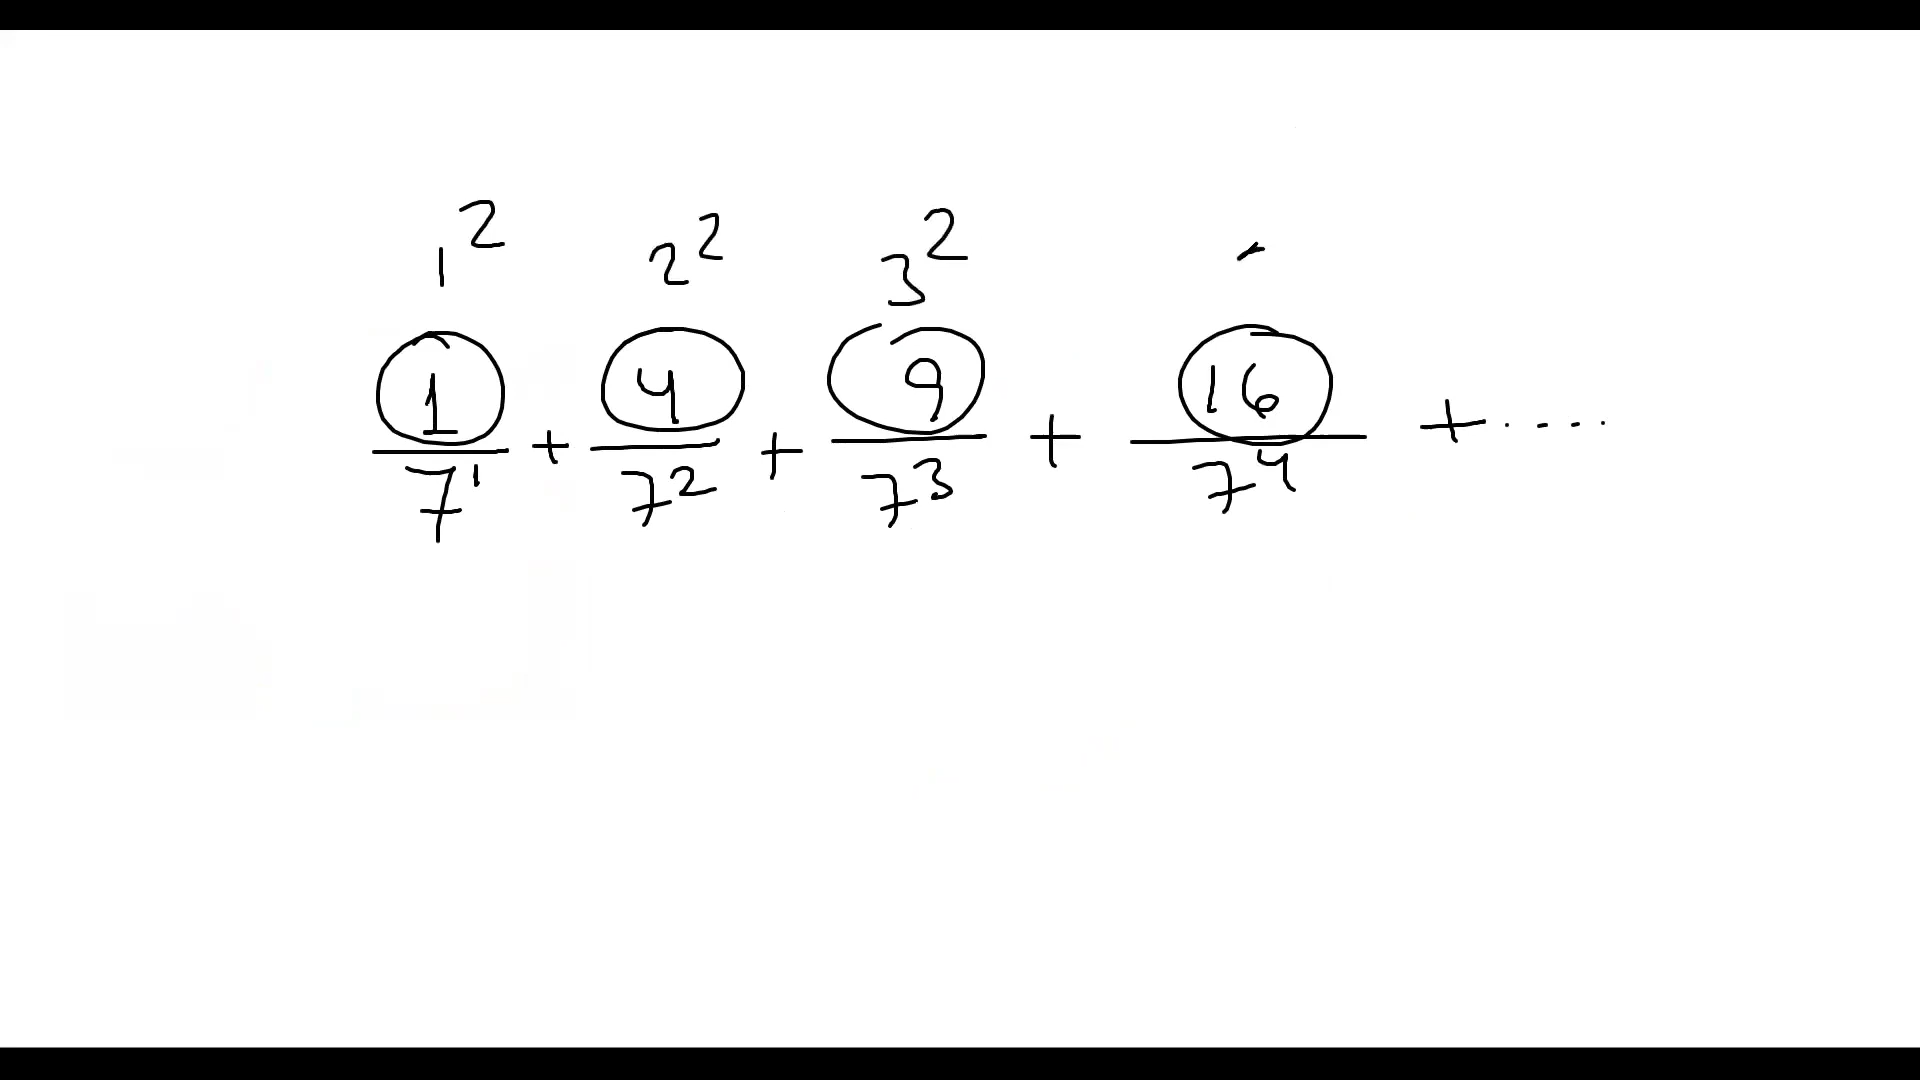 1² 2² 3²
1/7¹ + 4/7² + 9/7³ + 16/7⁴ + .....